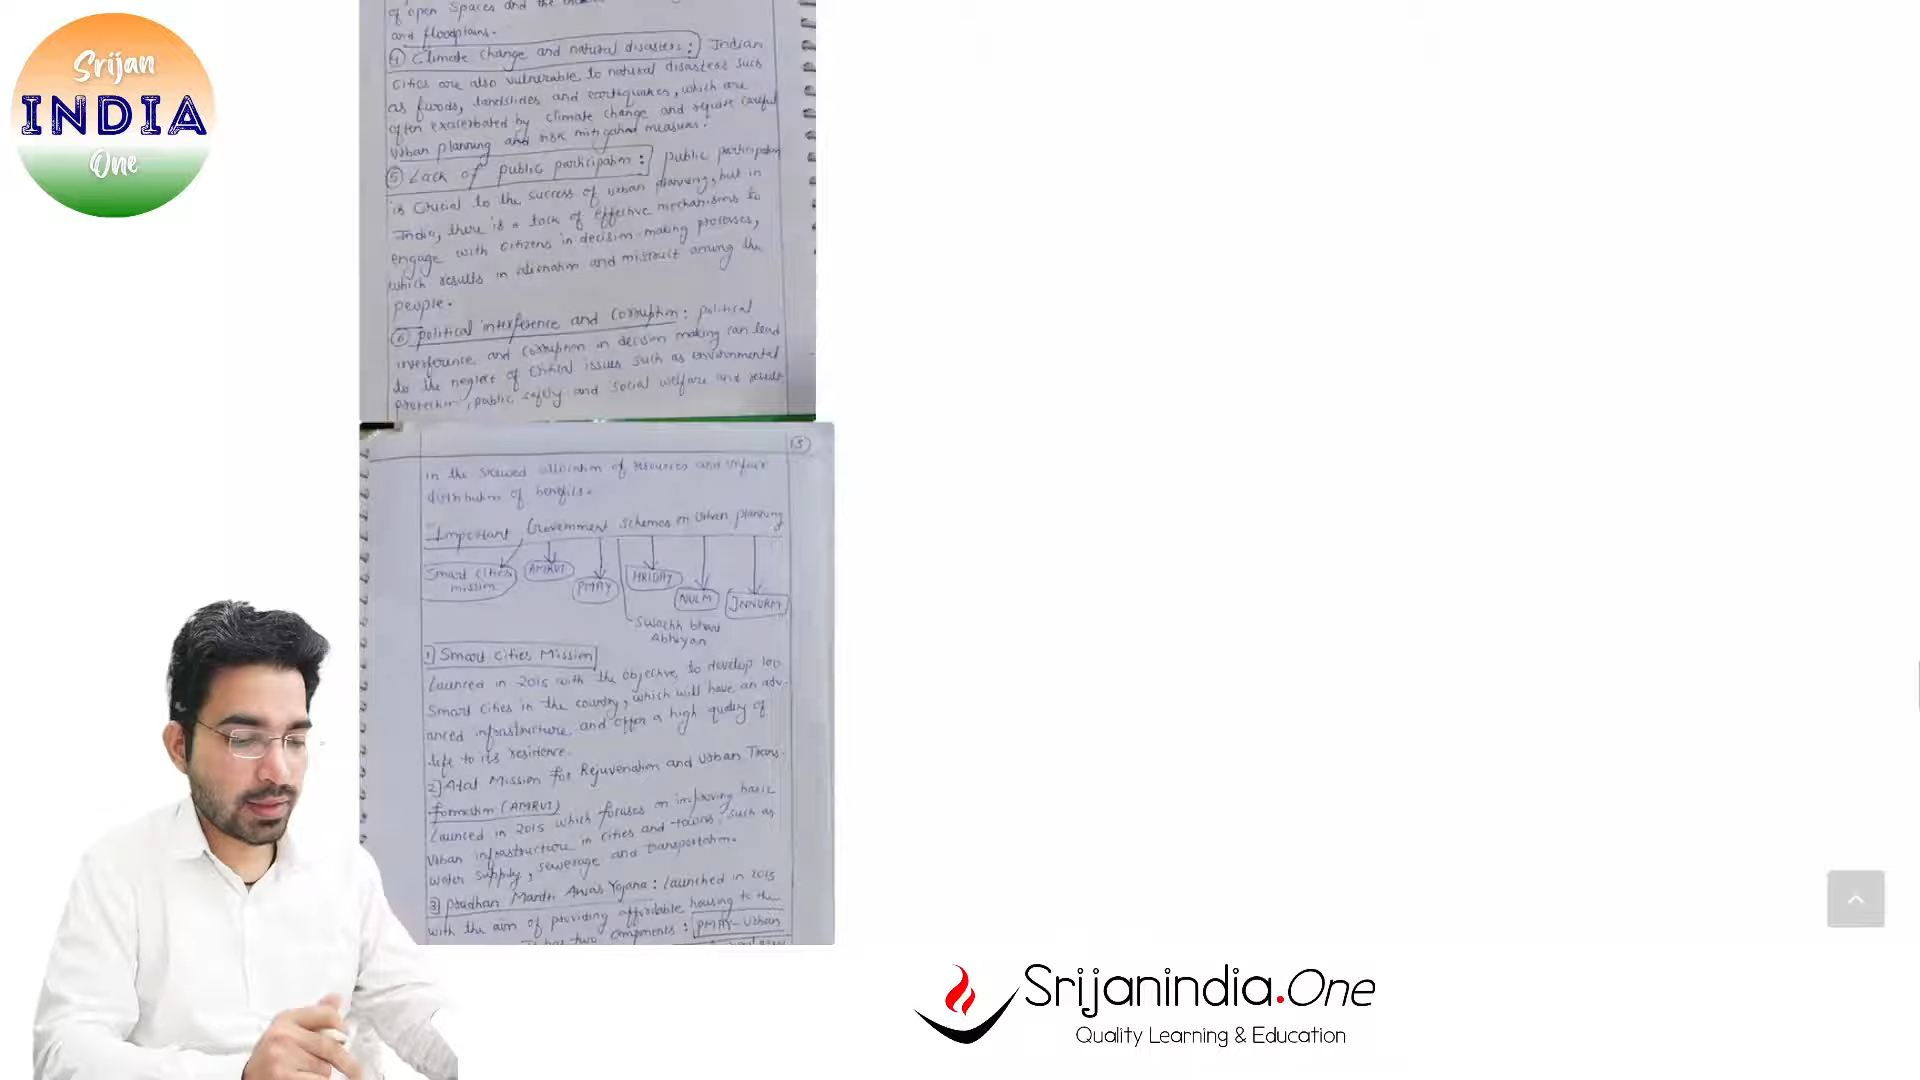 Srijan
INDIA
One
of open spaces and the
and floodplains.
④ Climate change and natural disasters: Indian
cities are also vulnerable to natural disasters such
as floods, landslides and earthquakes, which are
often exacerbated by climate change and require careful
Urban planning and risk mitigation measures.
⑤ Lack of public participation: public participation
is crucial to the success of urban planning, but in
India, there is a lack of effective mechanisms to
engage with citizens in decision-making processes,
which results in alienation and mistrust among the
people.
⑥ political interference and corruption: political
interference and corruption in decision making can lead
to the neglect of critical issues such as environmental
protection, public safety and social welfare and result
15
in the skewed allocation of resources and unfair
distribution of benefits.
Important Government schemes on Urban planning
Smart cities
mission
AMRUT
PMAY
HRIDAY
NULM
JNNURM
Swachh bharat
Abhiyan
1] Smart cities Mission
Launced in 2015 with the objective to develop 100
Smart cities in the country, which will have an adv-
anced infrastructure and offer a high quality of
life to its residence.
2] Atal Mission for Rejuvenation and Urban Trans-
formation (AMRUT)
Launced in 2015 which focuses on improving basic
Urban infrastructure in cities and towns, such as
water supply, sewerage and transportation.
3] Pradhan Mantri Awas Yojana: Launched in 2015
with the aim of providing affordable housing to the
It has two components: PMAY-Urban
Srijanindia.One
Quality Learning & Education